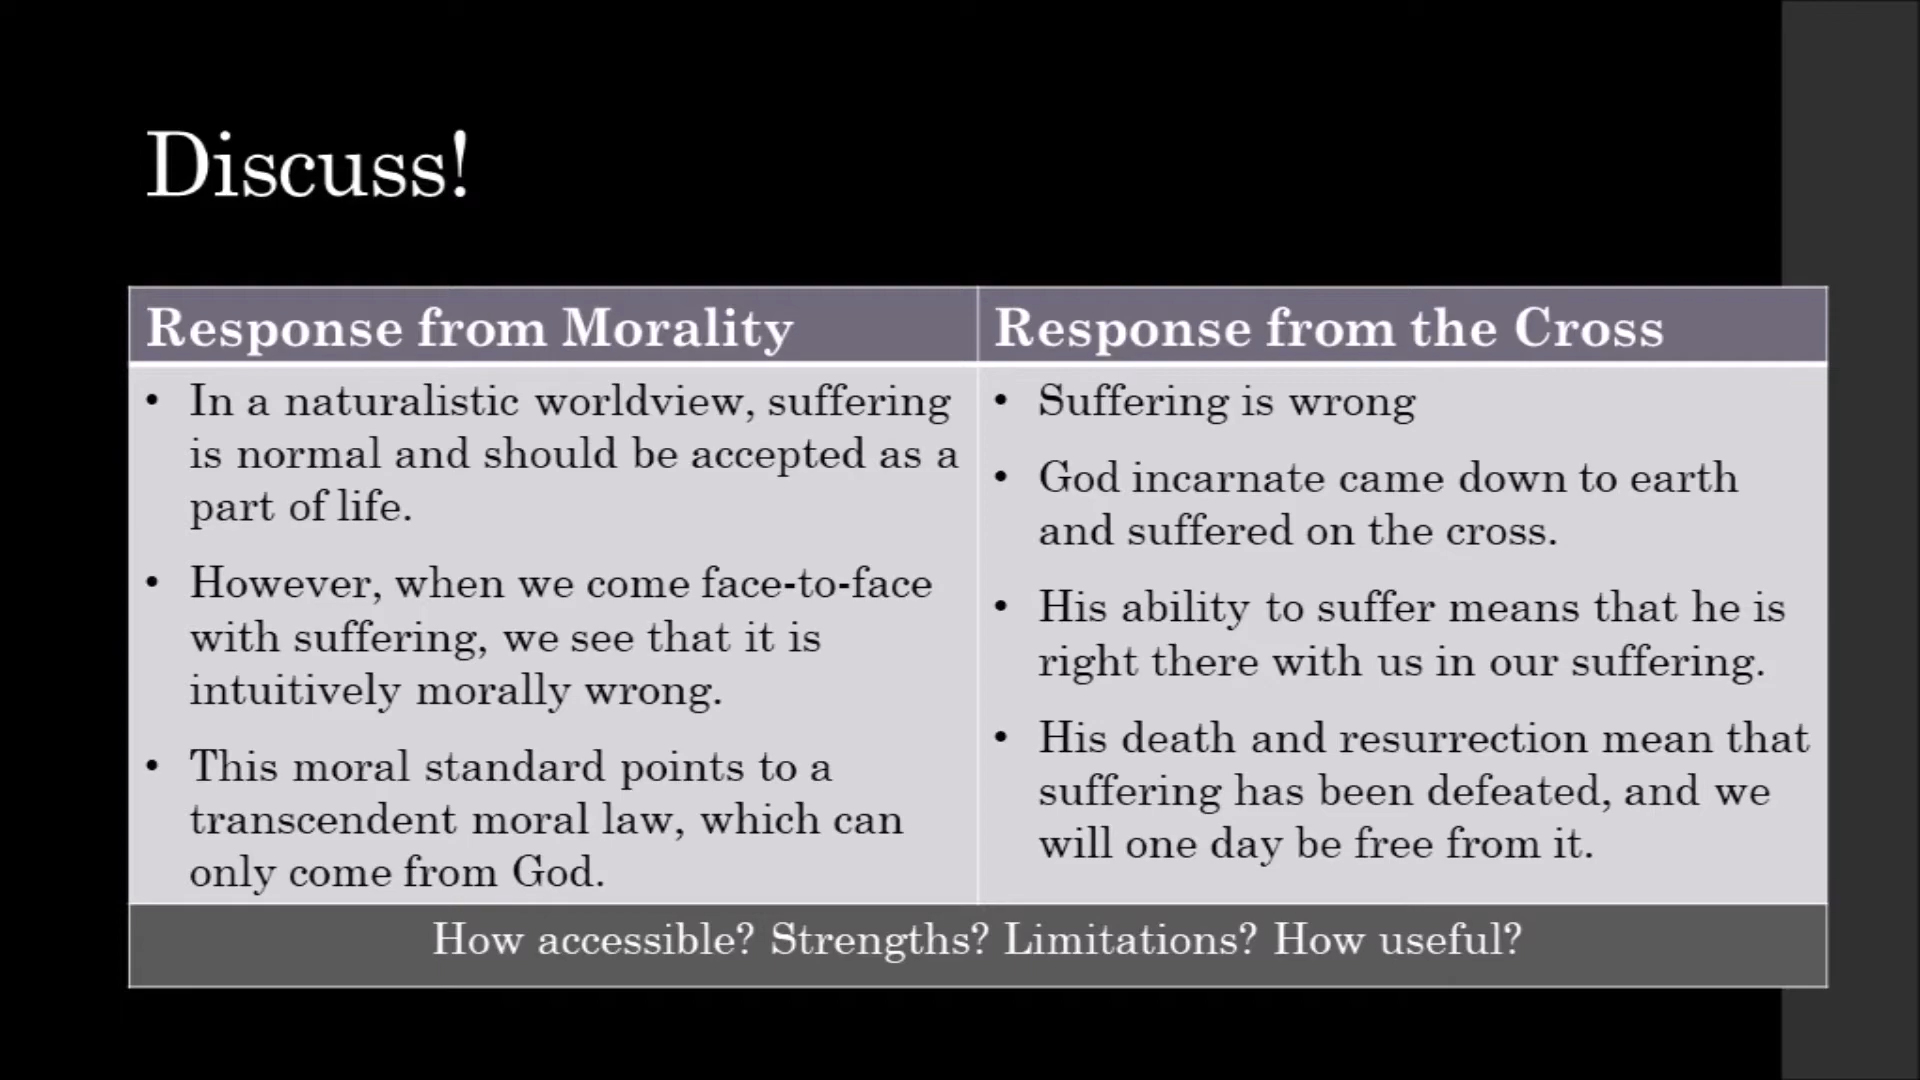 Discuss!
Response from Morality
• In a naturalistic worldview, suffering
is normal and should be accepted as a
part of life.
• However, when we come face-to-face
with suffering, we see that it is
intuitively morally wrong.
• This moral standard points to a
transcendent moral law, which can
only come from God.
Response from the Cross
• Suffering is wrong
• God incarnate came down to earth
and suffered on the cross.
• His ability to suffer means that he is
right there with us in our suffering.
• His death and resurrection mean that
suffering has been defeated, and we
will one day be free from it.
How accessible? Strengths? Limitations? How useful?